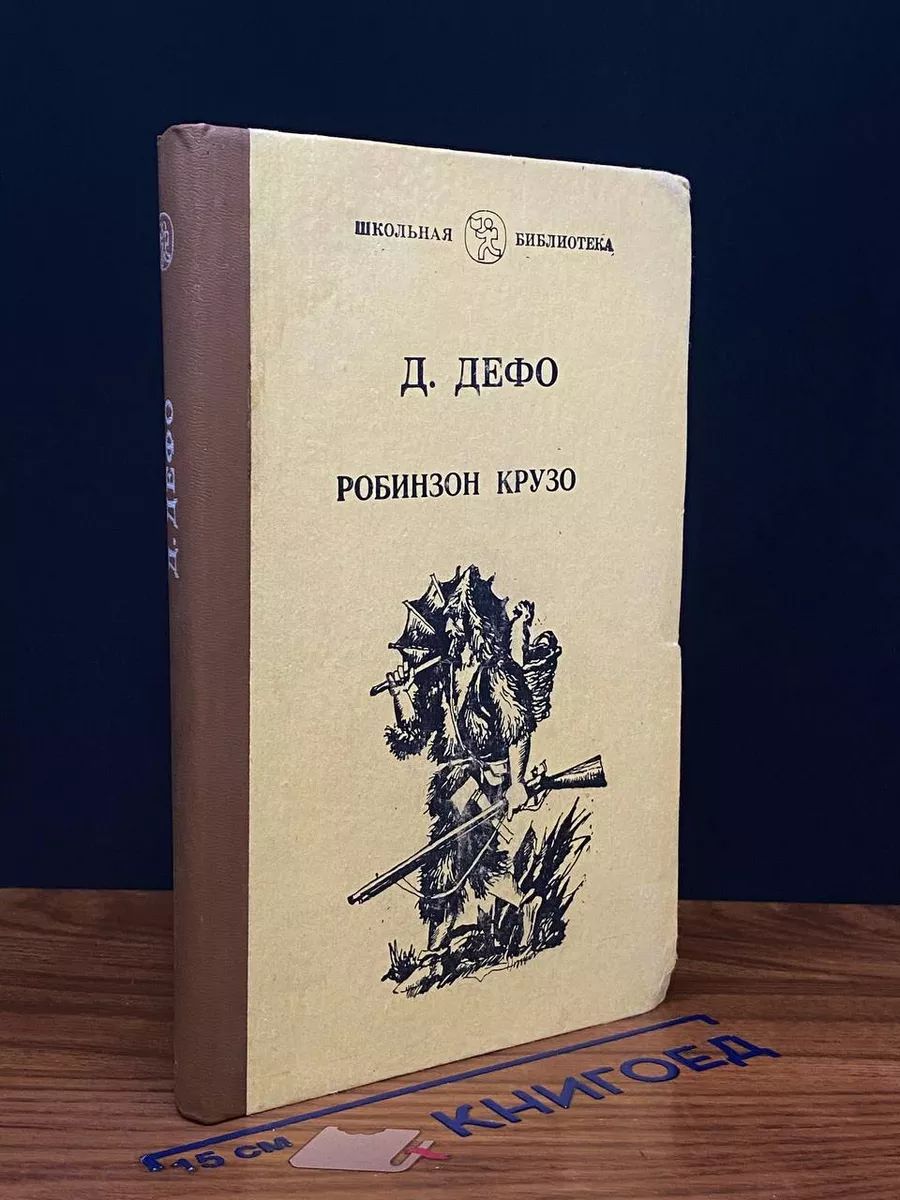 ШКОЛЬНАЯ БИБЛИОТЕКА
Д. ДЕФО
РОБИНЗОН КРУЗО
Д. ДЕФО
15 СМ
КНИГОЕД